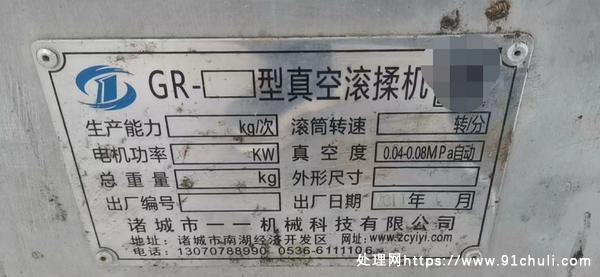 GR- 型真空滚揉机
生产能力 kg/次 滚筒转速 转/分
电机功率 KW 真空度 0.04-0.08MPa自动
总重量 kg 外形尺寸
出厂编号 出厂日期 年 月
诸城市一一机械科技有限公司
地址:诸城市南湖经济开发区 网址:www.zcyiyi.com
电话:13070788990 0536-6111106
处理网https://www.91chuli.com/